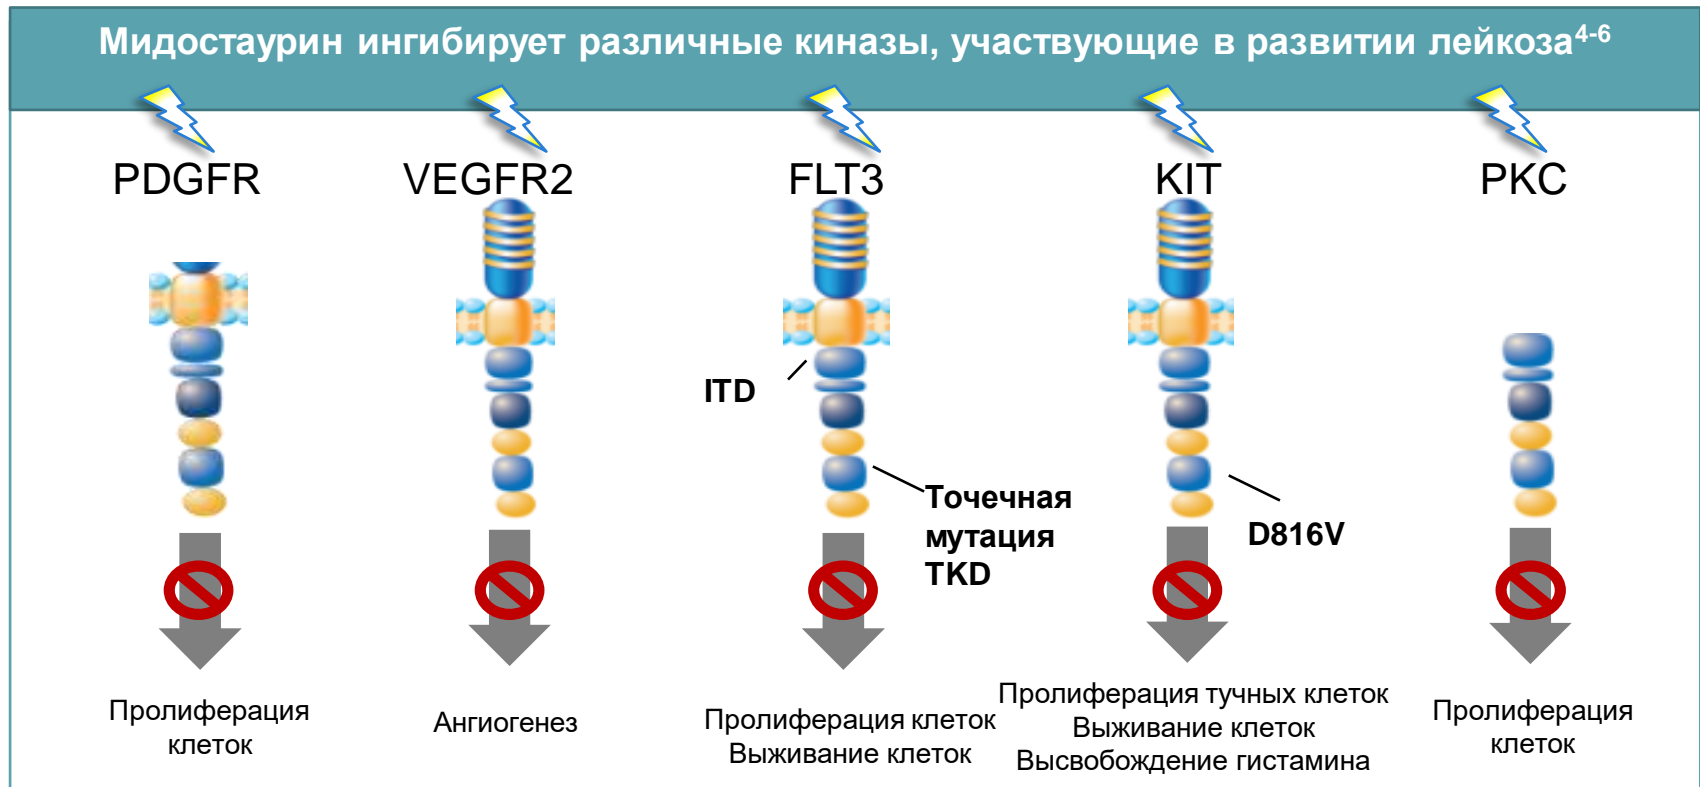 Мидостаурин ингибирует различные киназы, участвующие в развитии лейкоза4-6
PDGFR
VEGFR2
FLT3
KIT
PKC
ITD
Точечная
мутация
TKD
D816V
Пролиферация
клеток
Ангиогенез
Пролиферация клеток
Выживание клеток
Пролиферация тучных клеток
Выживание клеток
Высвобождение гистамина
Пролиферация
клеток